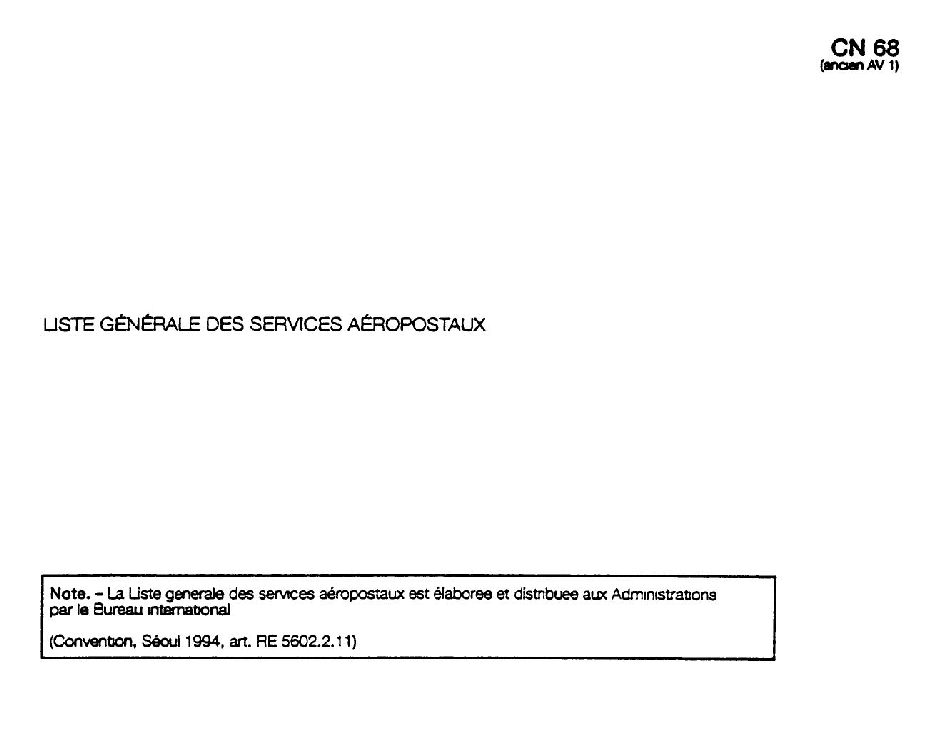 CN 68
(ancien AV 1)
LISTE GÉNÉRALE DES SERVICES AÉROPOSTAUX
Note. – La Liste generale des services aéropostaux est élaboree et distribuee aux Administrations
par le Bureau international
(Convention, Séoul 1994, art. RE 5602.2.11)